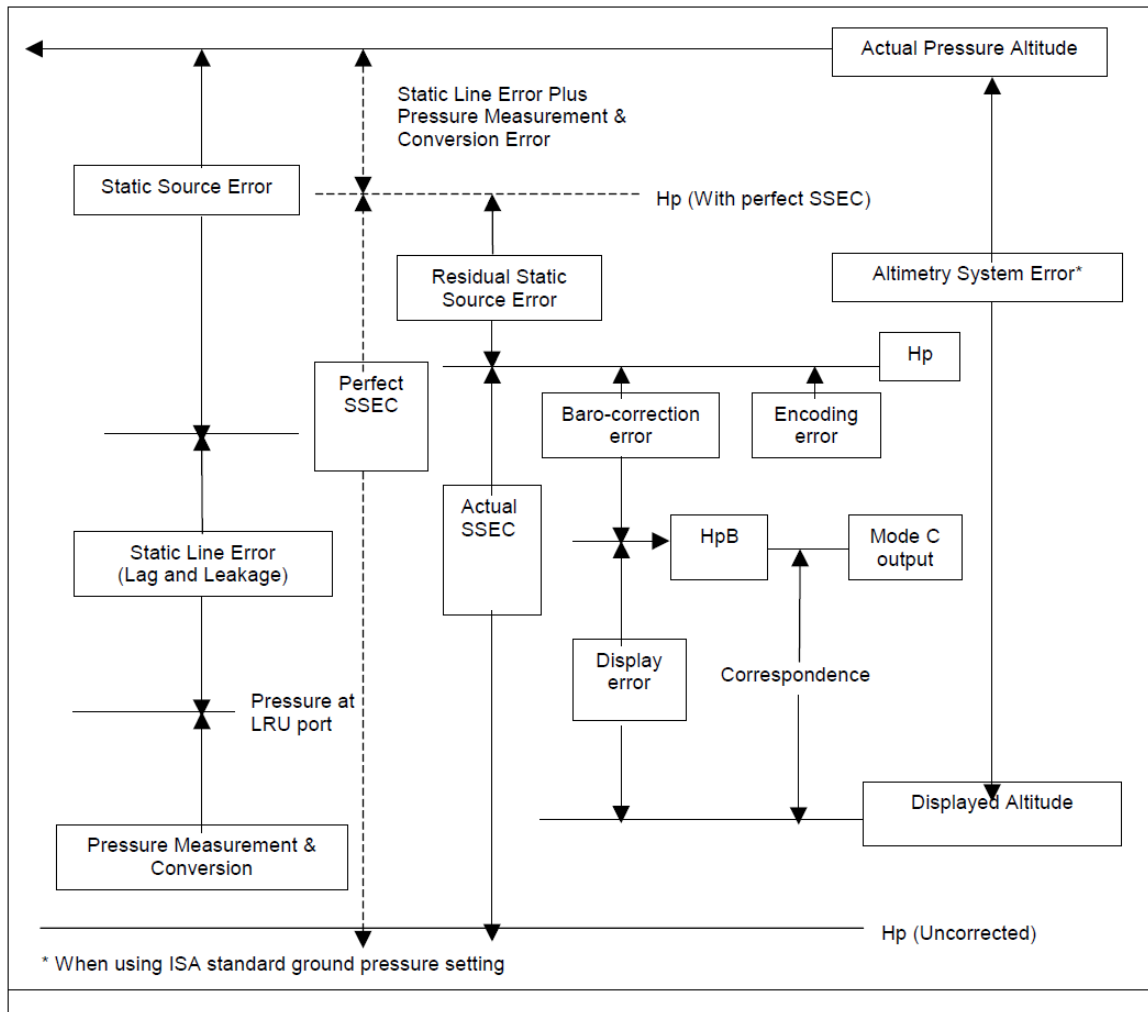 Actual Pressure Altitude
Static Line Error Plus
Pressure Measurement &
Conversion Error
Static Source Error
Hp (With perfect SSEC)
Residual Static
Source Error
Altimetry System Error*
Hp
Perfect
SSEC
Baro-correction
error
Encoding
error
Actual
SSEC
Static Line Error
(Lag and Leakage)
HpB
Mode C
output
Display
error
Correspondence
Pressure at
LRU port
Displayed Altitude
Pressure Measurement &
Conversion
Hp (Uncorrected)
* When using ISA standard ground pressure setting